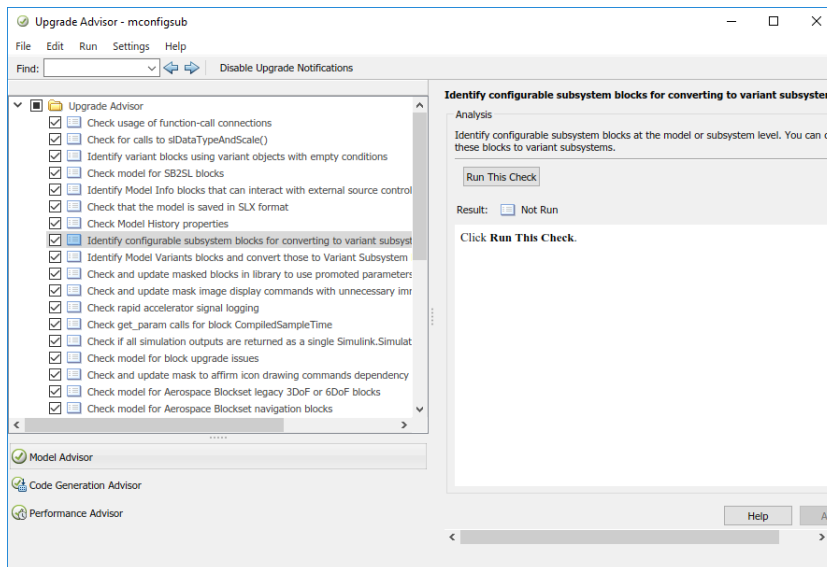 Upgrade Advisor - mconfigsub
File Edit Run Settings Help
Find: Disable Upgrade Notifications
Upgrade Advisor
Check usage of function-call connections
Check for calls to slDataTypeAndScale()
Identify variant blocks using variant objects with empty conditions
Check model for SB2SL blocks
Identify Model Info blocks that can interact with external source control
Check that the model is saved in SLX format
Check Model History properties
Identify configurable subsystem blocks for converting to variant subsyst
Identify Model Variants blocks and convert those to Variant Subsystem
Check and update masked blocks in library to use promoted parameters
Check and update mask image display commands with unnecessary imr
Check rapid accelerator signal logging
Check get_param calls for block CompiledSampleTime
Check if all simulation outputs are returned as a single Simulink.Simulat
Check model for block upgrade issues
Check and update mask to affirm icon drawing commands dependency
Check model for Aerospace Blockset legacy 3DoF or 6DoF blocks
Check model for Aerospace Blockset navigation blocks
Model Advisor
Code Generation Advisor
Performance Advisor
Identify configurable subsystem blocks for converting to variant subsyster
Analysis
Identify configurable subsystem blocks at the model or subsystem level. You can c
these blocks to variant subsystems.
Run This Check
Result: Not Run
Click Run This Check.
Help A